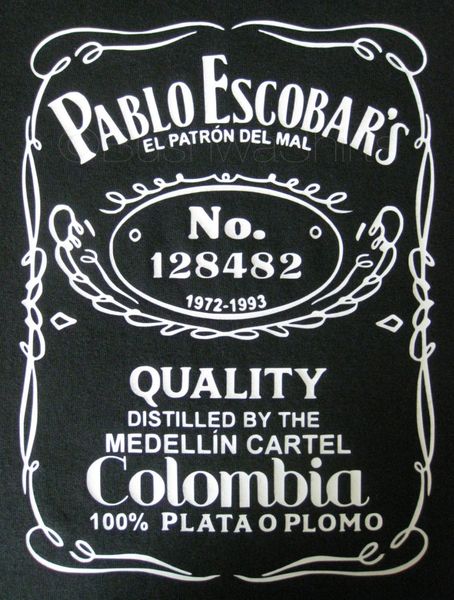 PABLO ESCOBAR'S
EL PATRÓN DEL MAL
No.
128482
1972-1993
QUALITY
DISTILLED BY THE
MEDELLÍN CARTEL
Colombia
100% PLATA O PLOMO